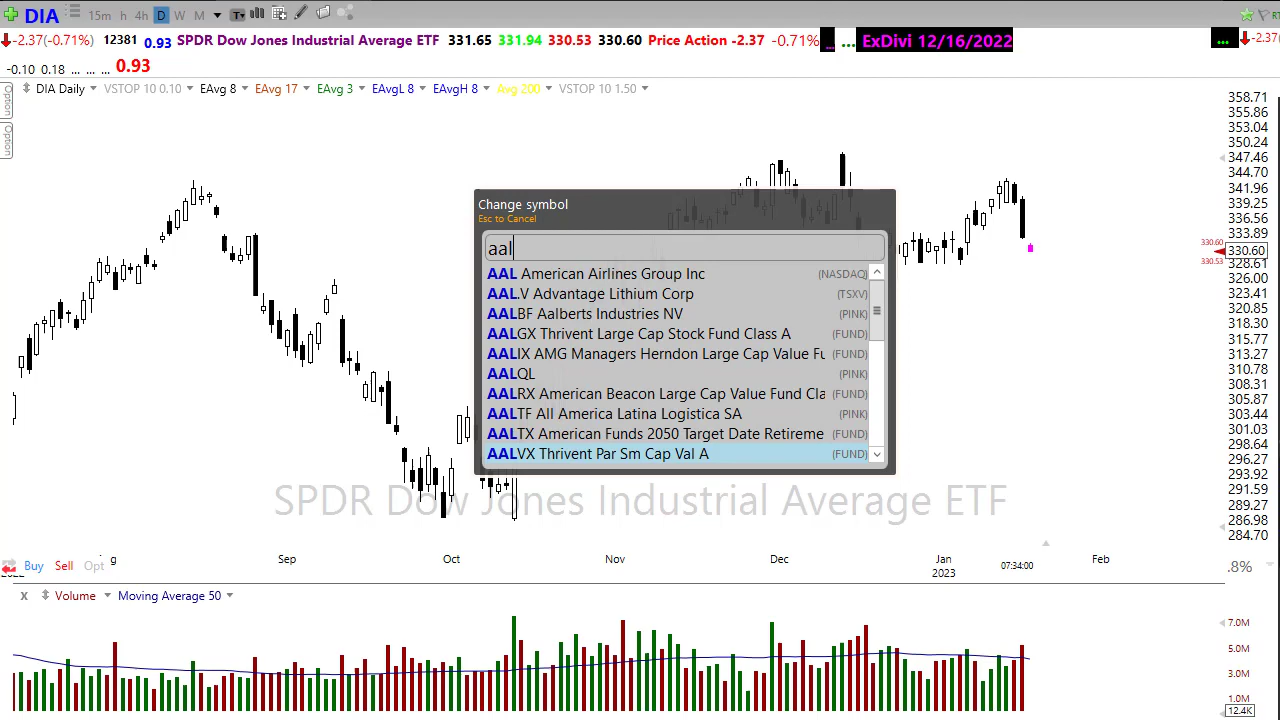 DIA 15m h 4h D W M T
-2.37(-0.71%) 12381 0.93 SPDR Dow Jones Industrial Average ETF 331.65 331.94 330.53 330.60 Price Action -2.37 -0.71% ... ... ExDivi 12/16/2022 ... -2.37(
-0.10 0.18 ... ... ... 0.93
DIA Daily VSTOP 10 0.10 EAvg 8 EAvg 17 EAvg 3 EAvgL 8 EAvgH 8 Avg 200 VSTOP 10 1.50
Option
Option
358.71
355.86
353.04
350.24
347.46
344.70
341.96
339.25
336.56
333.89
330.60
330.60
330.53
328.61
326.00
323.41
320.85
318.30
315.77
313.27
310.78
308.31
305.87
303.44
301.03
298.64
296.27
293.92
291.59
289.27
286.98
284.70
Change symbol
Esc to Cancel
aal
AAL American Airlines Group Inc (NASDAQ)
AAL.V Advantage Lithium Corp (TSXV)
AALBF Aalberts Industries NV (PINK)
AALGX Thrivent Large Cap Stock Fund Class A (FUND)
AALIX AMG Managers Herndon Large Cap Value Fu (FUND)
AALQL (PINK)
AALRX American Beacon Large Cap Value Fund Cla (FUND)
AALTF All America Latina Logistica SA (PINK)
AALTX American Funds 2050 Target Date Retireme (FUND)
AALVX Thrivent Par Sm Cap Val A (FUND)
SPDR Dow Jones Industrial Average ETF
Buy Sell Opt g Sep Oct Nov Dec Jan Feb
2023 07:34:00 .8%
x Volume Moving Average 50
7.0M
5.0M
3.0M
1.0M
12.4K